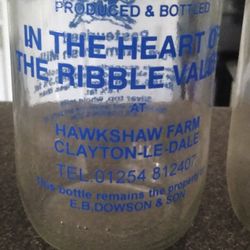 PRODUCED & BOTTLED
IN THE HEART OF
THE RIBBLE VALLEY
AT
HAWKSHAW FARM
CLAYTON-LE-DALE
TEL. 01254 812407
This bottle remains the property of
E.B. DOWSON & SON